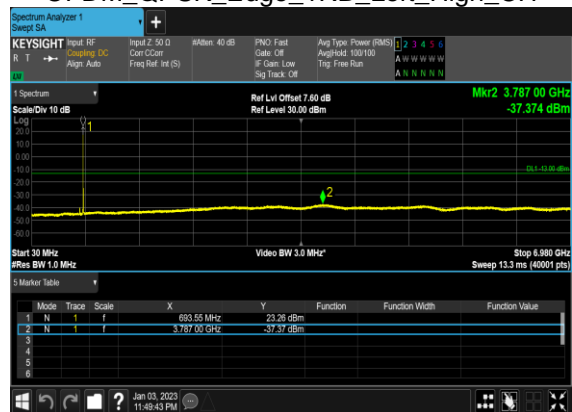 Spectrum Analyzer 1
Swept SA
+
KEYSIGHT Input: RF Input Z: 50 Ω #Atten: 40 dB PNO: Fast Avg Type: Power (RMS) 1 2 3 4 5 6
R T Coupling: DC Corr CCorr Gate: Off Avg|Hold: 100/100 A W W W W W
Align: Auto Freq Ref: Int (S) IF Gain: Low Trig: Free Run
Sig Track: Off A N N N N N
LW
1 Spectrum Ref Lvl Offset 7.60 dB Mkr2 3.787 00 GHz
Scale/Div 10 dB Ref Level 30.00 dBm -37.374 dBm
Log
20.0
10.0
0.00
-10.0
-20.0
-30.0
-40.0
-50.0
-60.0
1
DL1 -13.00 dBm
2
Start 30 MHz Video BW 3.0 MHz* Stop 6.980 GHz
#Res BW 1.0 MHz Sweep 13.3 ms (40001 pts)
5 Marker Table
Mode Trace Scale X Y Function Function Width Function Value
1 N 1 f 693.55 MHz 23.26 dBm
2 N 1 f 3.787 00 GHz -37.37 dBm
3
4
5
6
? Jan 03, 2023
11:49:43 PM